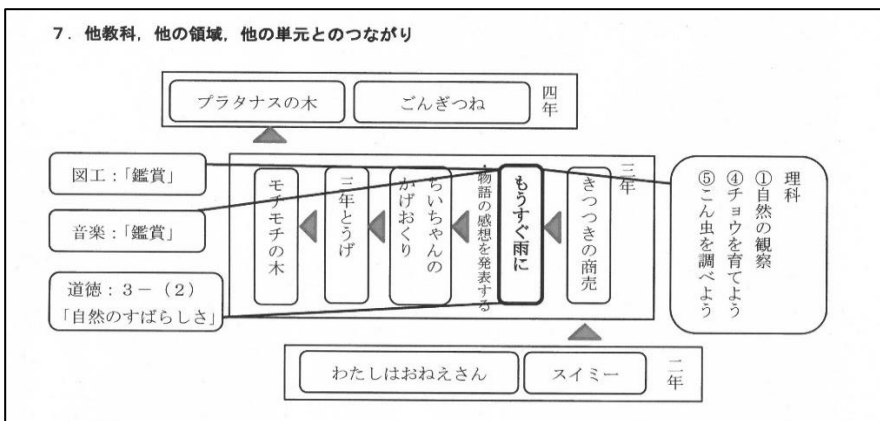 7．他教科，他の領域，他の単元とのつながり
四年
ごんぎつね
プラタナスの木
理科
①自然の観察
④チョウを育てよう
⑤こん虫を調べよう
三年
きつつきの商売
もうすぐ雨に
・物語の感想を発表する
ちいちゃんの
かげおくり
三年とうげ
モチモチの木
図工：「鑑賞」
音楽：「鑑賞」
道徳：３－（２）
「自然のすばらしさ」
二年
スイミー
わたしはおねえさん